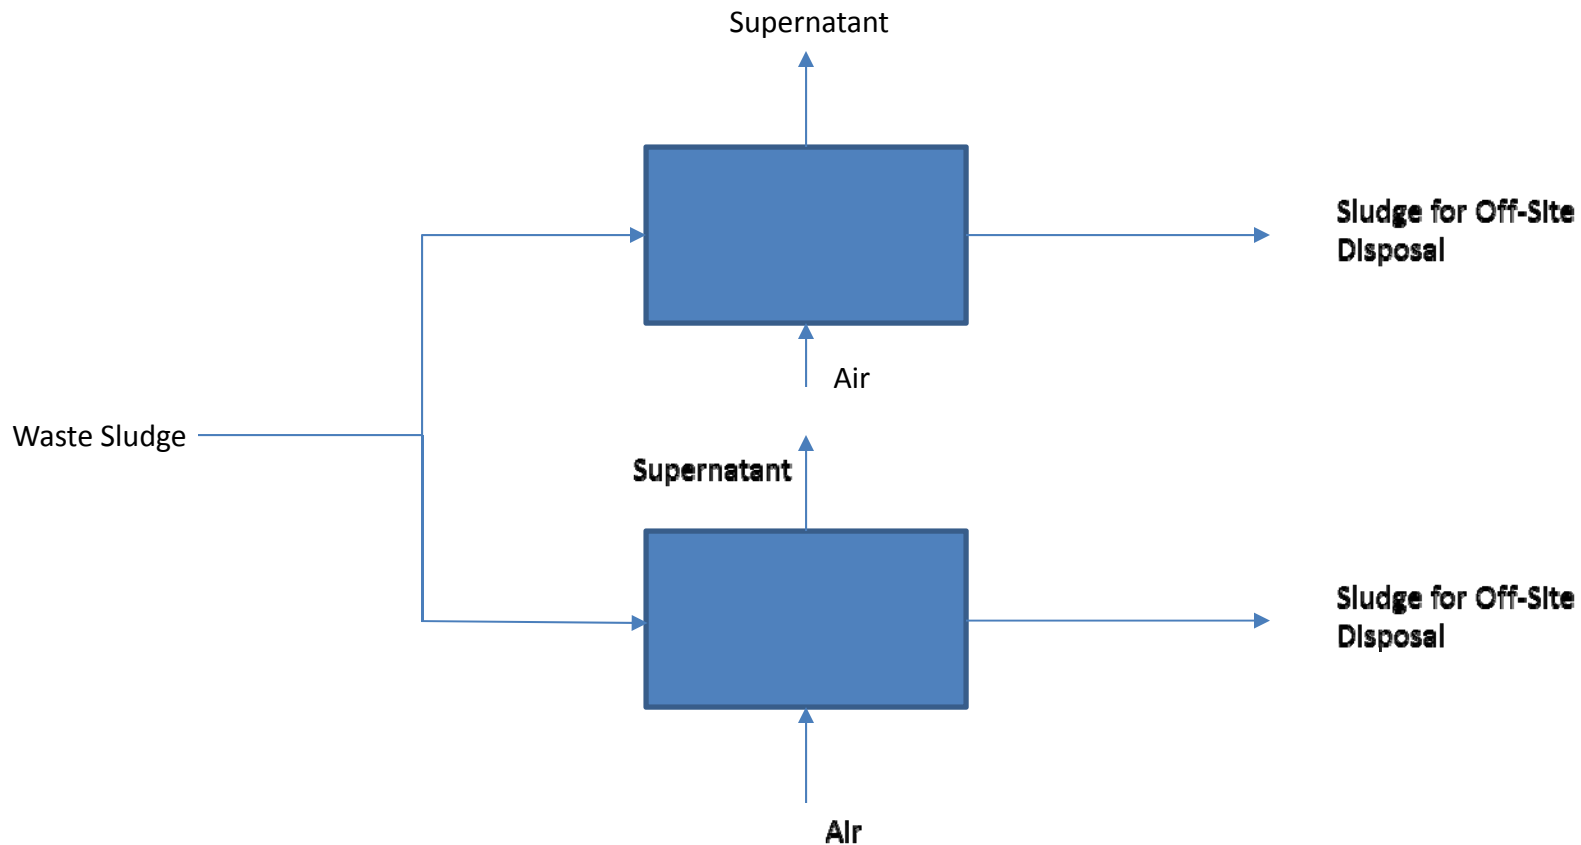 Supernatant
Sludge for Off-Site
Disposal
Air
Waste Sludge
Supernatant
Sludge for Off-Site
Disposal
Air